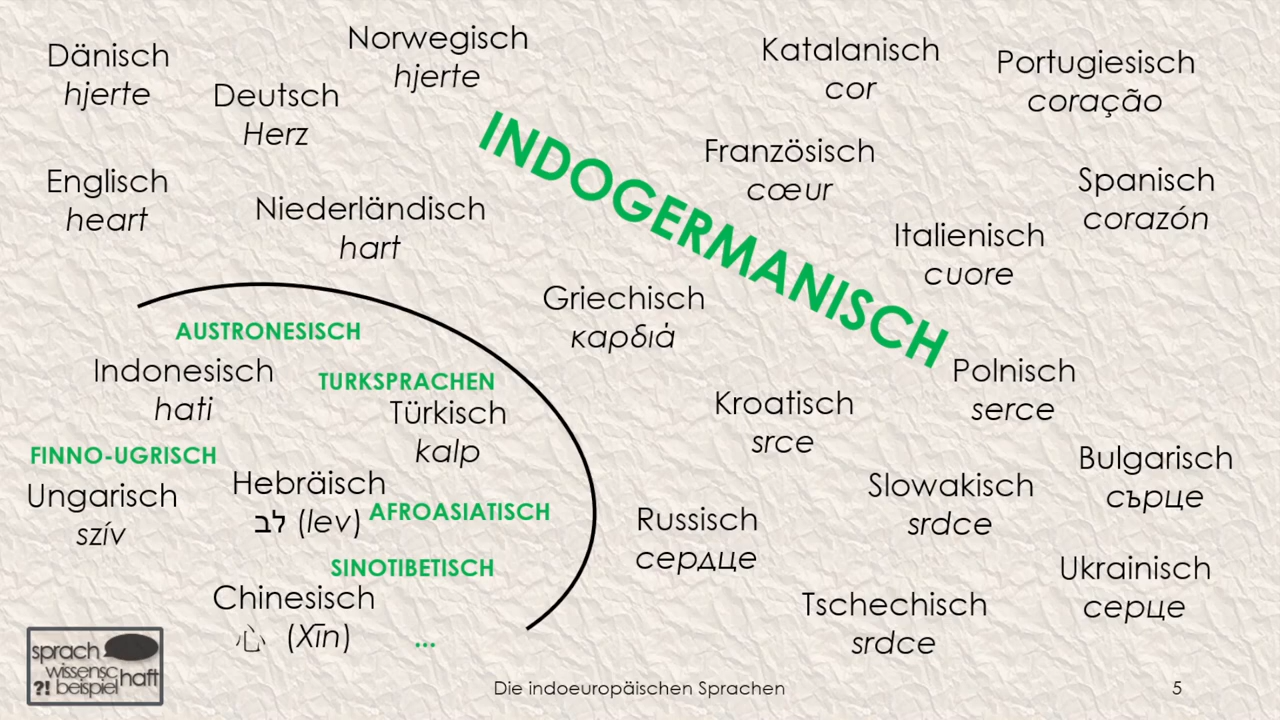 Dänisch
hjerte
Norwegisch
hjerte
Deutsch
Herz
Englisch
heart
Niederländisch
hart
Katalanisch
cor
Portugiesisch
coração
Französisch
cœur
Spanisch
corazón
Italienisch
cuore
INDOGERMANISCH
Griechisch
καρδιά
AUSTRONESISCH
Indonesisch
hati
TURKSPRACHEN
Türkisch
kalp
FINNO-UGRISCH
Ungarisch
szív
Hebräisch
לב (lev)
AFROASIATISCH
SINOTIBETISCH
Chinesisch
心 (Xīn)
...
Polnisch
serce
Kroatisch
srce
Bulgarisch
сърце
Slowakisch
srdce
Russisch
сердце
Ukrainisch
серце
Tschechisch
srdce
sprach
wissensc
haft
?! beispiel
Die indoeuropäischen Sprachen
5